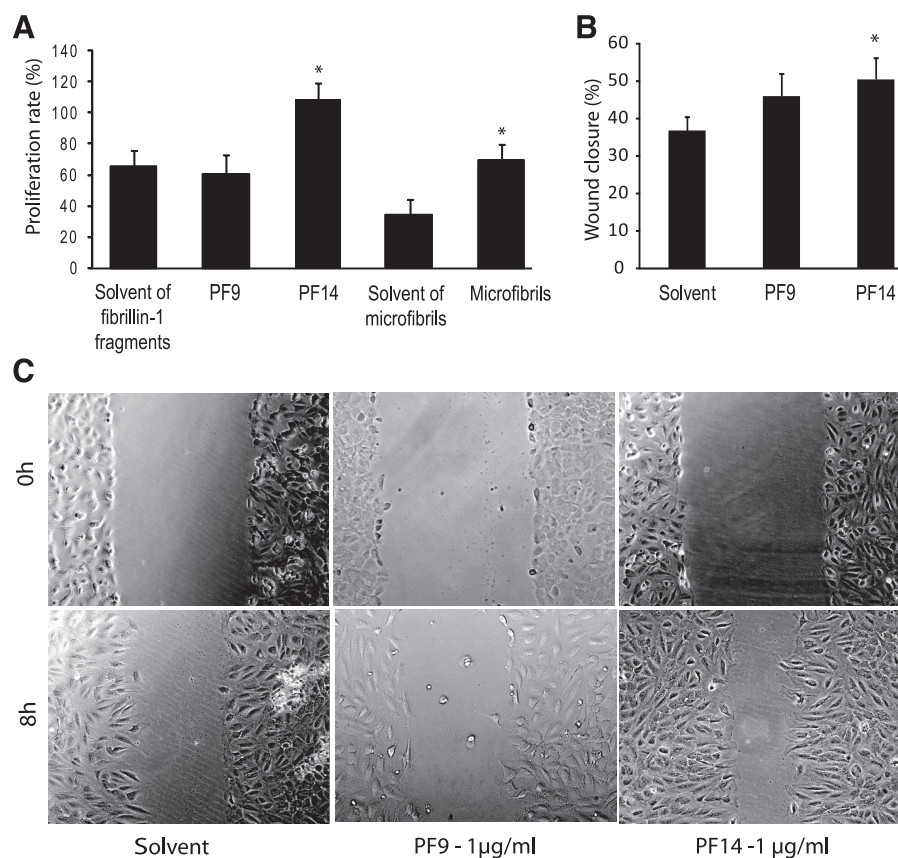 A
Proliferation rate (%)
140
120
100
80
60
40
20
0
*
*
Solvent of
fibrillin-1
fragments
PF9
PF14
Solvent of
microfibrils
Microfibrils
B
Wound closure (%)
60
50
40
30
20
10
0
*
Solvent
PF9
PF14
C
0h
8h
Solvent
PF9 - 1µg/ml
PF14 -1 µg/ml